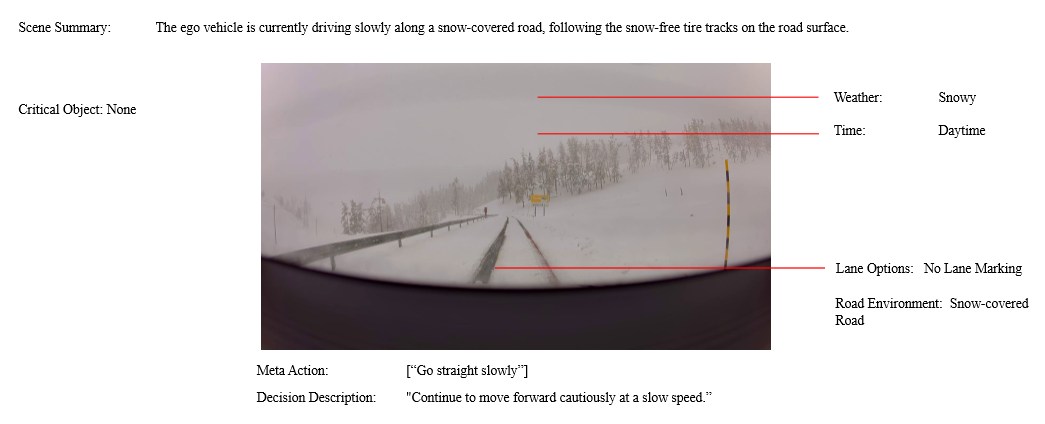 Scene Summary: The ego vehicle is currently driving slowly along a snow-covered road, following the snow-free tire tracks on the road surface.
Critical Object: None
Weather: Snowy
Time: Daytime
Lane Options: No Lane Marking
Road Environment: Snow-covered
Road
Meta Action: [“Go straight slowly”]
Decision Description: "Continue to move forward cautiously at a slow speed.”